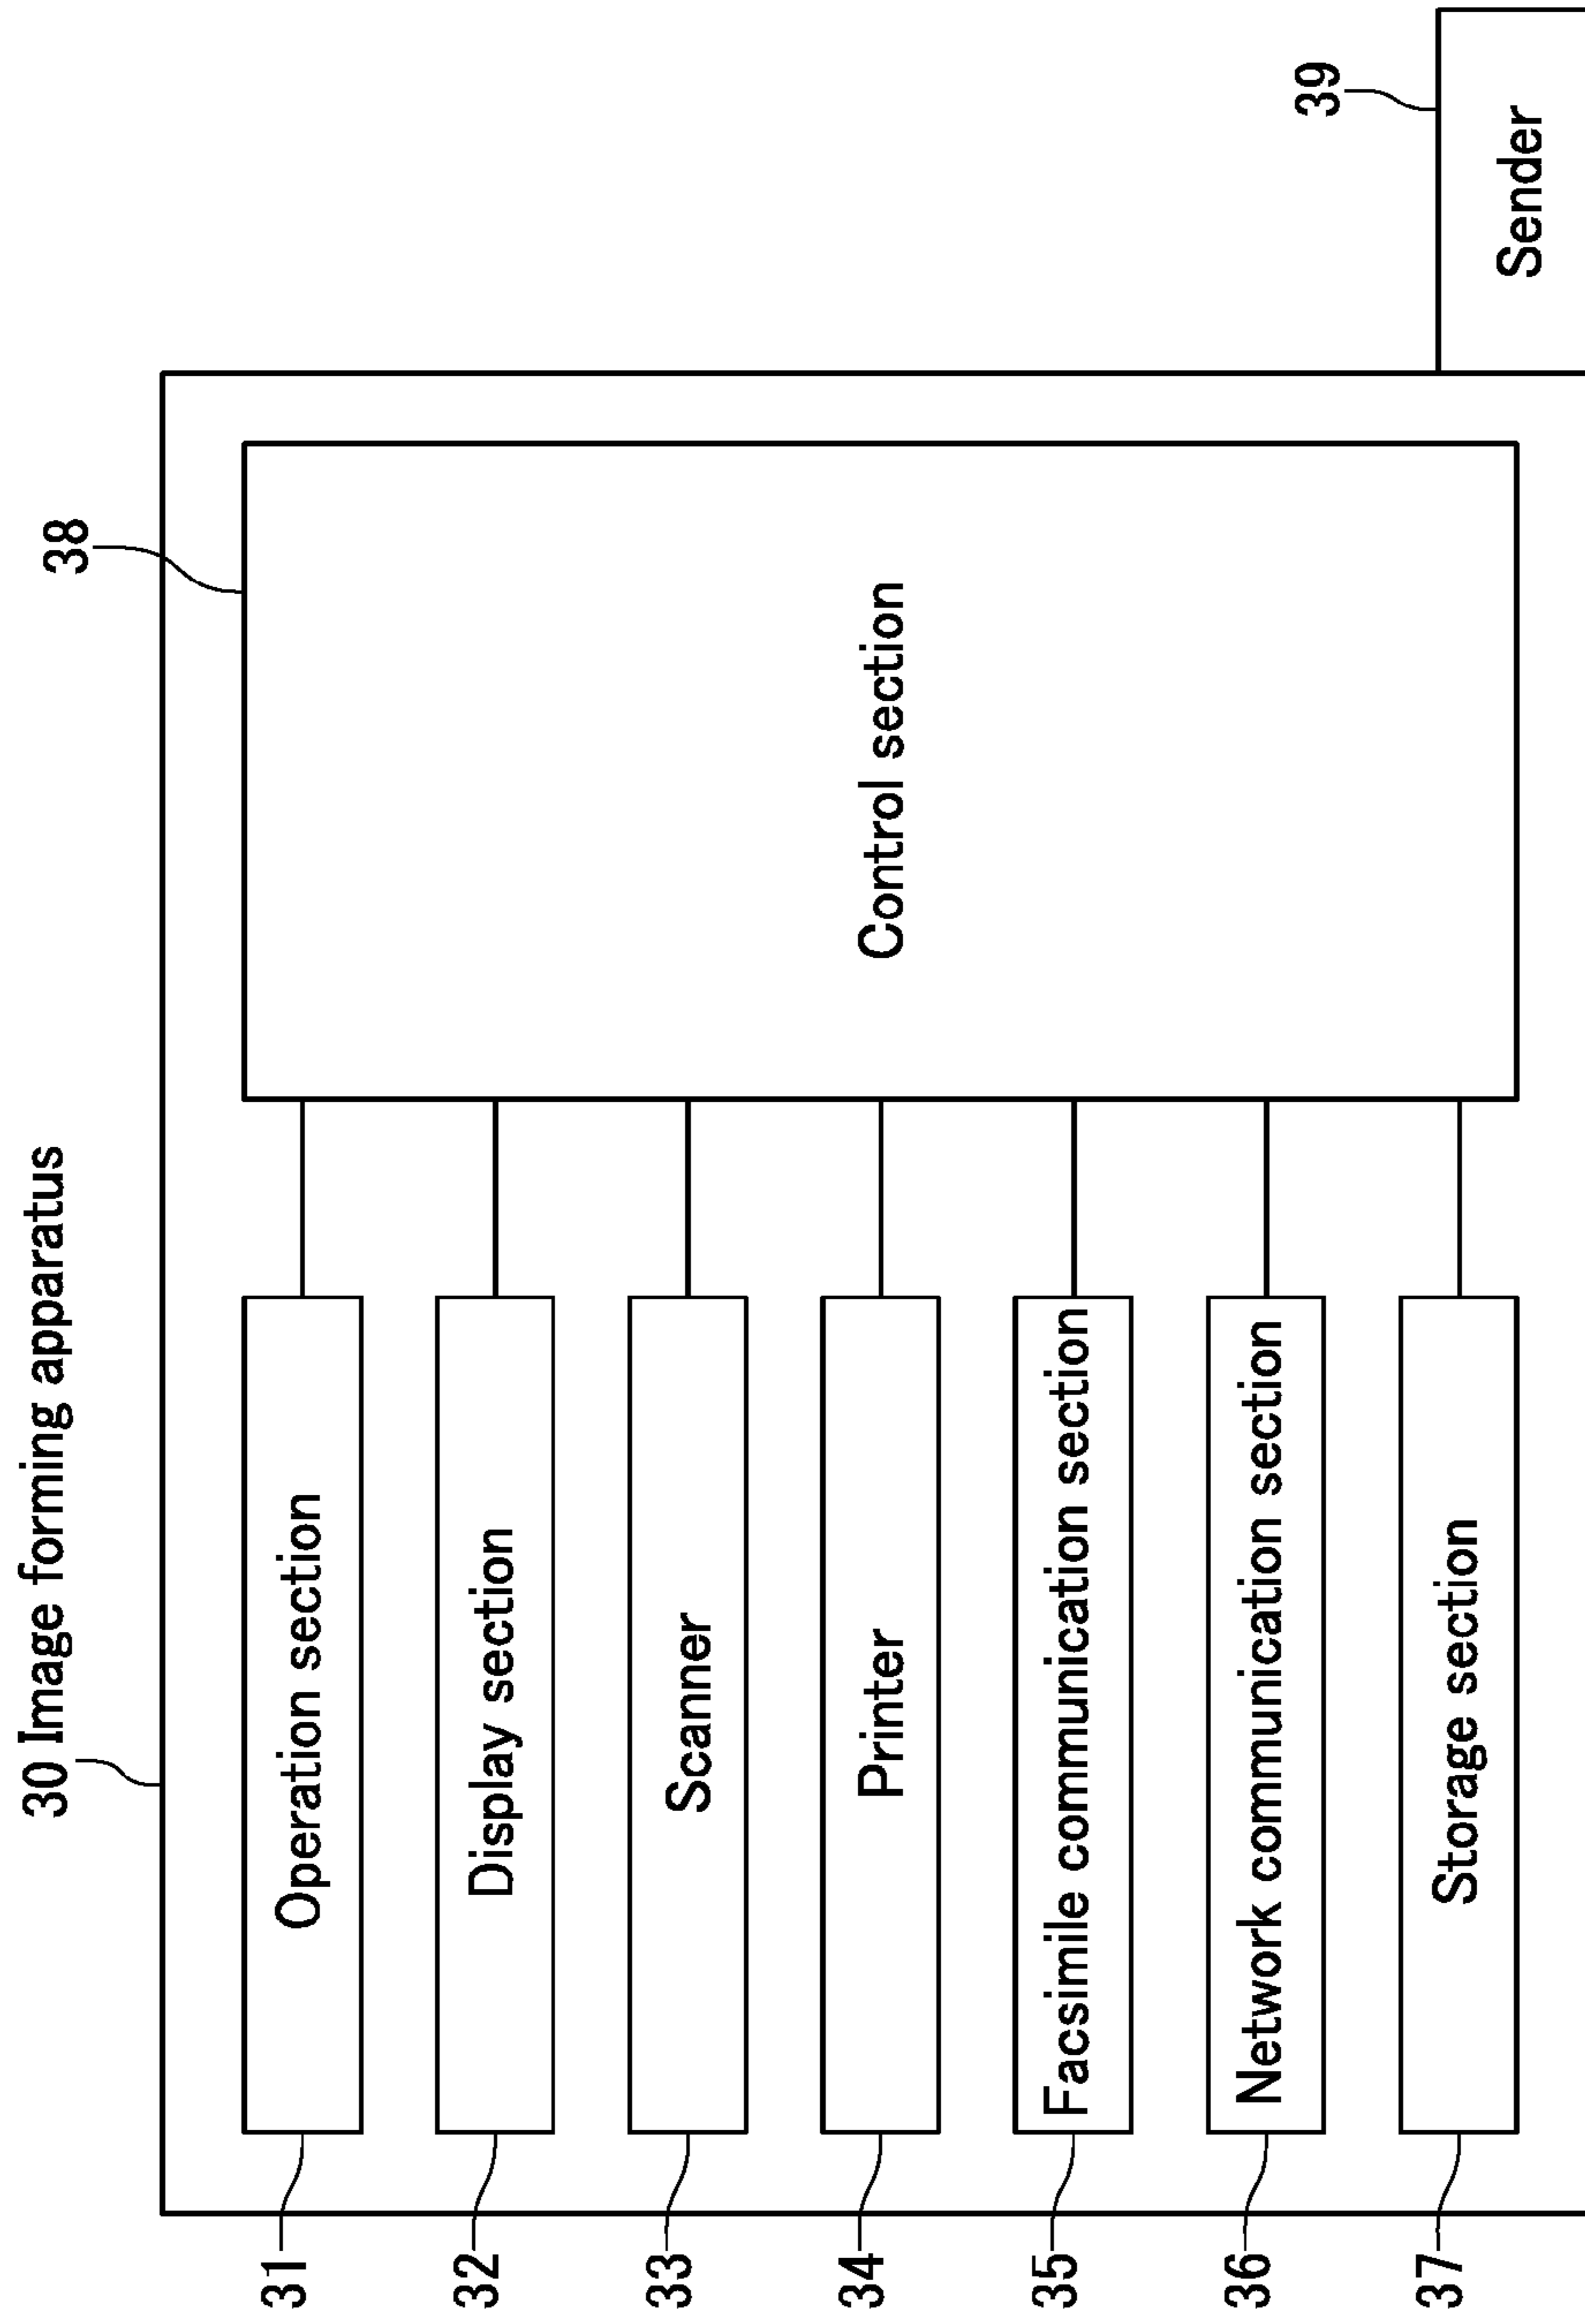 30 Image forming apparatus
38
39
31
Operation section
32
Display section
33
Scanner
34
Printer
35
Facsimile communication section
36
Network communication section
37
Storage section
Control section
Sender